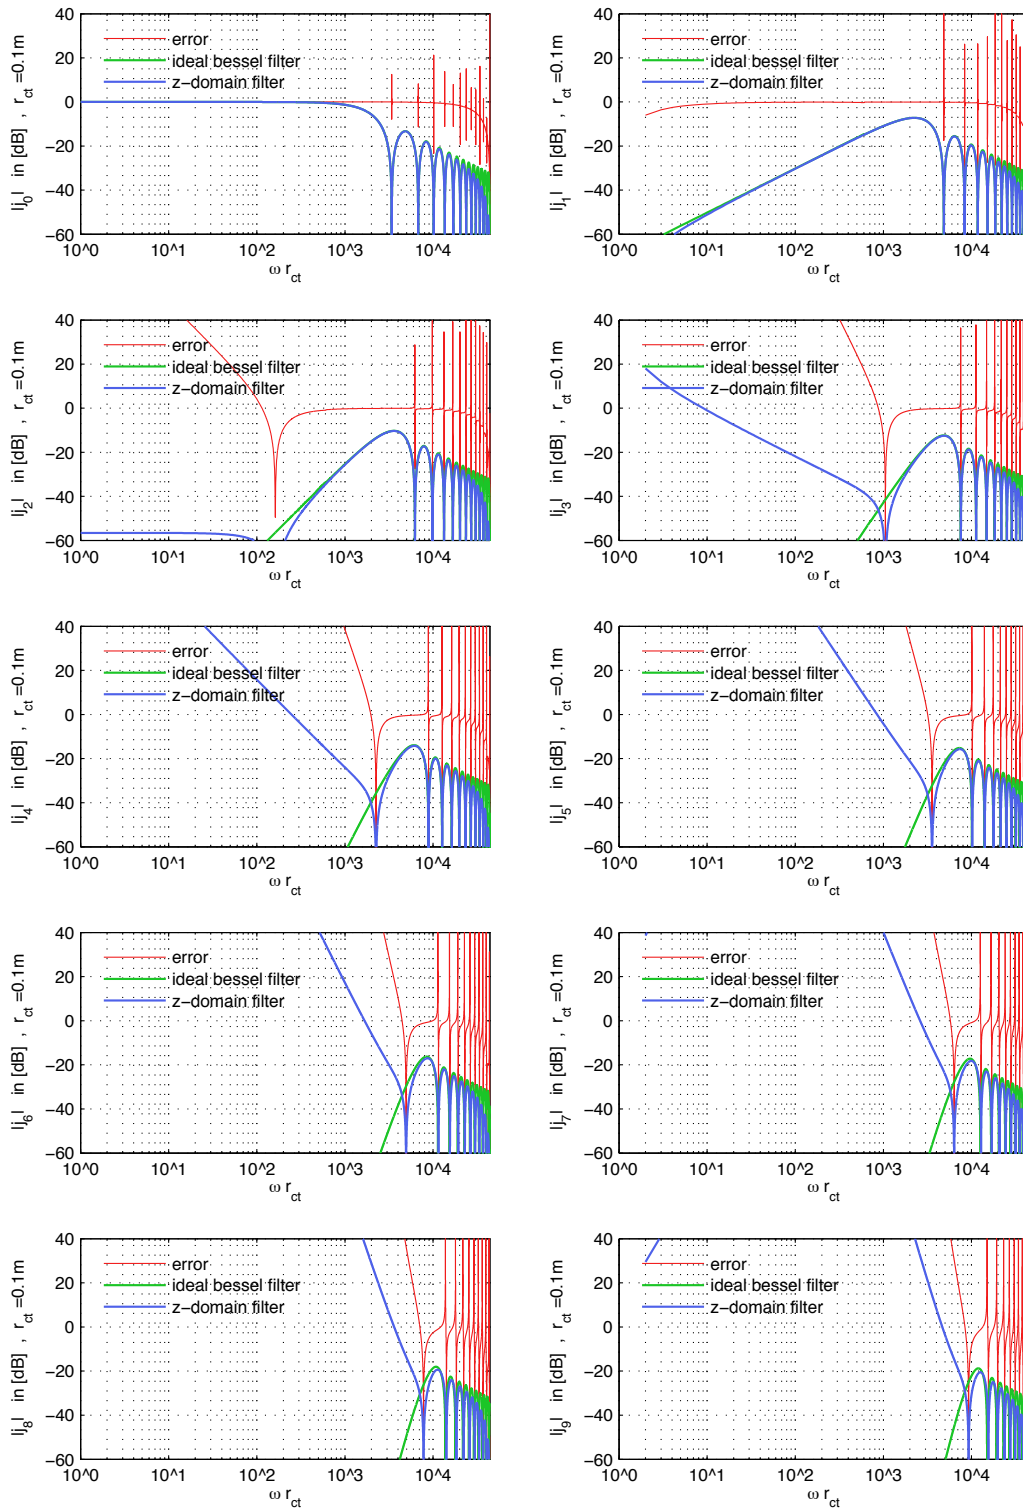 40
20
0
−20
−40
−60
|j0| in [dB] , rct =0.1m
error
ideal bessel filter
z−domain filter
10^0 10^1 10^2 10^3 10^4
ω rct
40
20
0
−20
−40
−60
|j1| in [dB] , rct =0.1m
error
ideal bessel filter
z−domain filter
10^0 10^1 10^2 10^3 10^4
ω rct
40
20
0
−20
−40
−60
|j2| in [dB] , rct =0.1m
error
ideal bessel filter
z−domain filter
10^0 10^1 10^2 10^3 10^4
ω rct
40
20
0
−20
−40
−60
|j3| in [dB] , rct =0.1m
error
ideal bessel filter
z−domain filter
10^0 10^1 10^2 10^3 10^4
ω rct
40
20
0
−20
−40
−60
|j4| in [dB] , rct =0.1m
error
ideal bessel filter
z−domain filter
10^0 10^1 10^2 10^3 10^4
ω rct
40
20
0
−20
−40
−60
|j5| in [dB] , rct =0.1m
error
ideal bessel filter
z−domain filter
10^0 10^1 10^2 10^3 10^4
ω rct
40
20
0
−20
−40
−60
|j6| in [dB] , rct =0.1m
error
ideal bessel filter
z−domain filter
10^0 10^1 10^2 10^3 10^4
ω rct
40
20
0
−20
−40
−60
|j7| in [dB] , rct =0.1m
error
ideal bessel filter
z−domain filter
10^0 10^1 10^2 10^3 10^4
ω rct
40
20
0
−20
−40
−60
|j8| in [dB] , rct =0.1m
error
ideal bessel filter
z−domain filter
10^0 10^1 10^2 10^3 10^4
ω rct
40
20
0
−20
−40
−60
|j9| in [dB] , rct =0.1m
error
ideal bessel filter
z−domain filter
10^0 10^1 10^2 10^3 10^4
ω rct